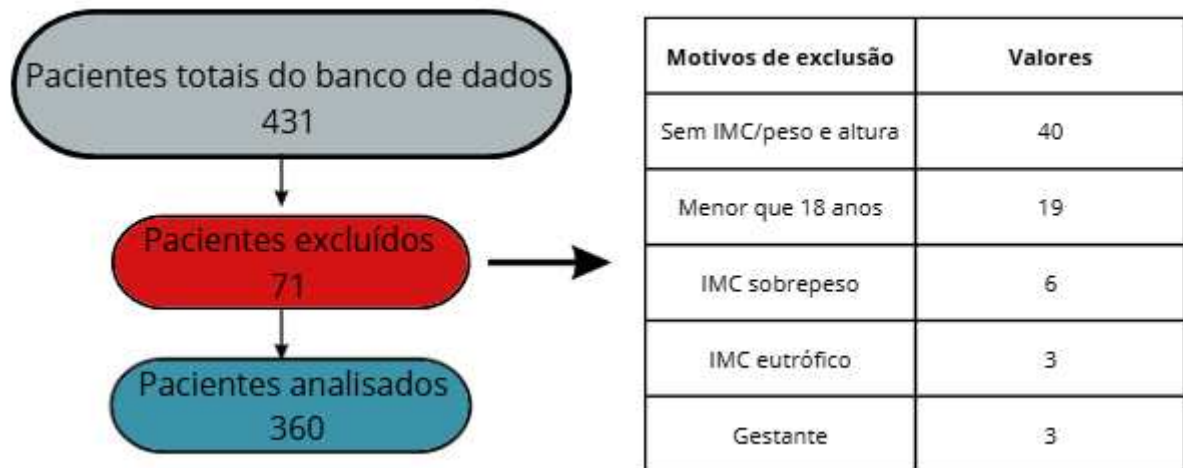 Pacientes totais do banco de dados
431
Pacientes excluídos
71
Pacientes analisados
360
Motivos de exclusão Valores
Sem IMC/peso e altura 40
Menor que 18 anos 19
IMC sobrepeso 6
IMC eutrófico 3
Gestante 3